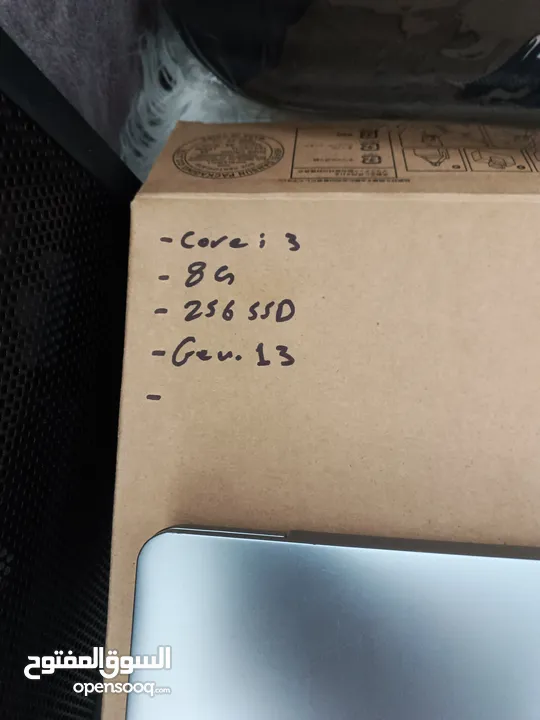 - Core i 3
- 8G
- 256 SSD
- Gen. 13
-
السوق المفتوح
opensooq.com